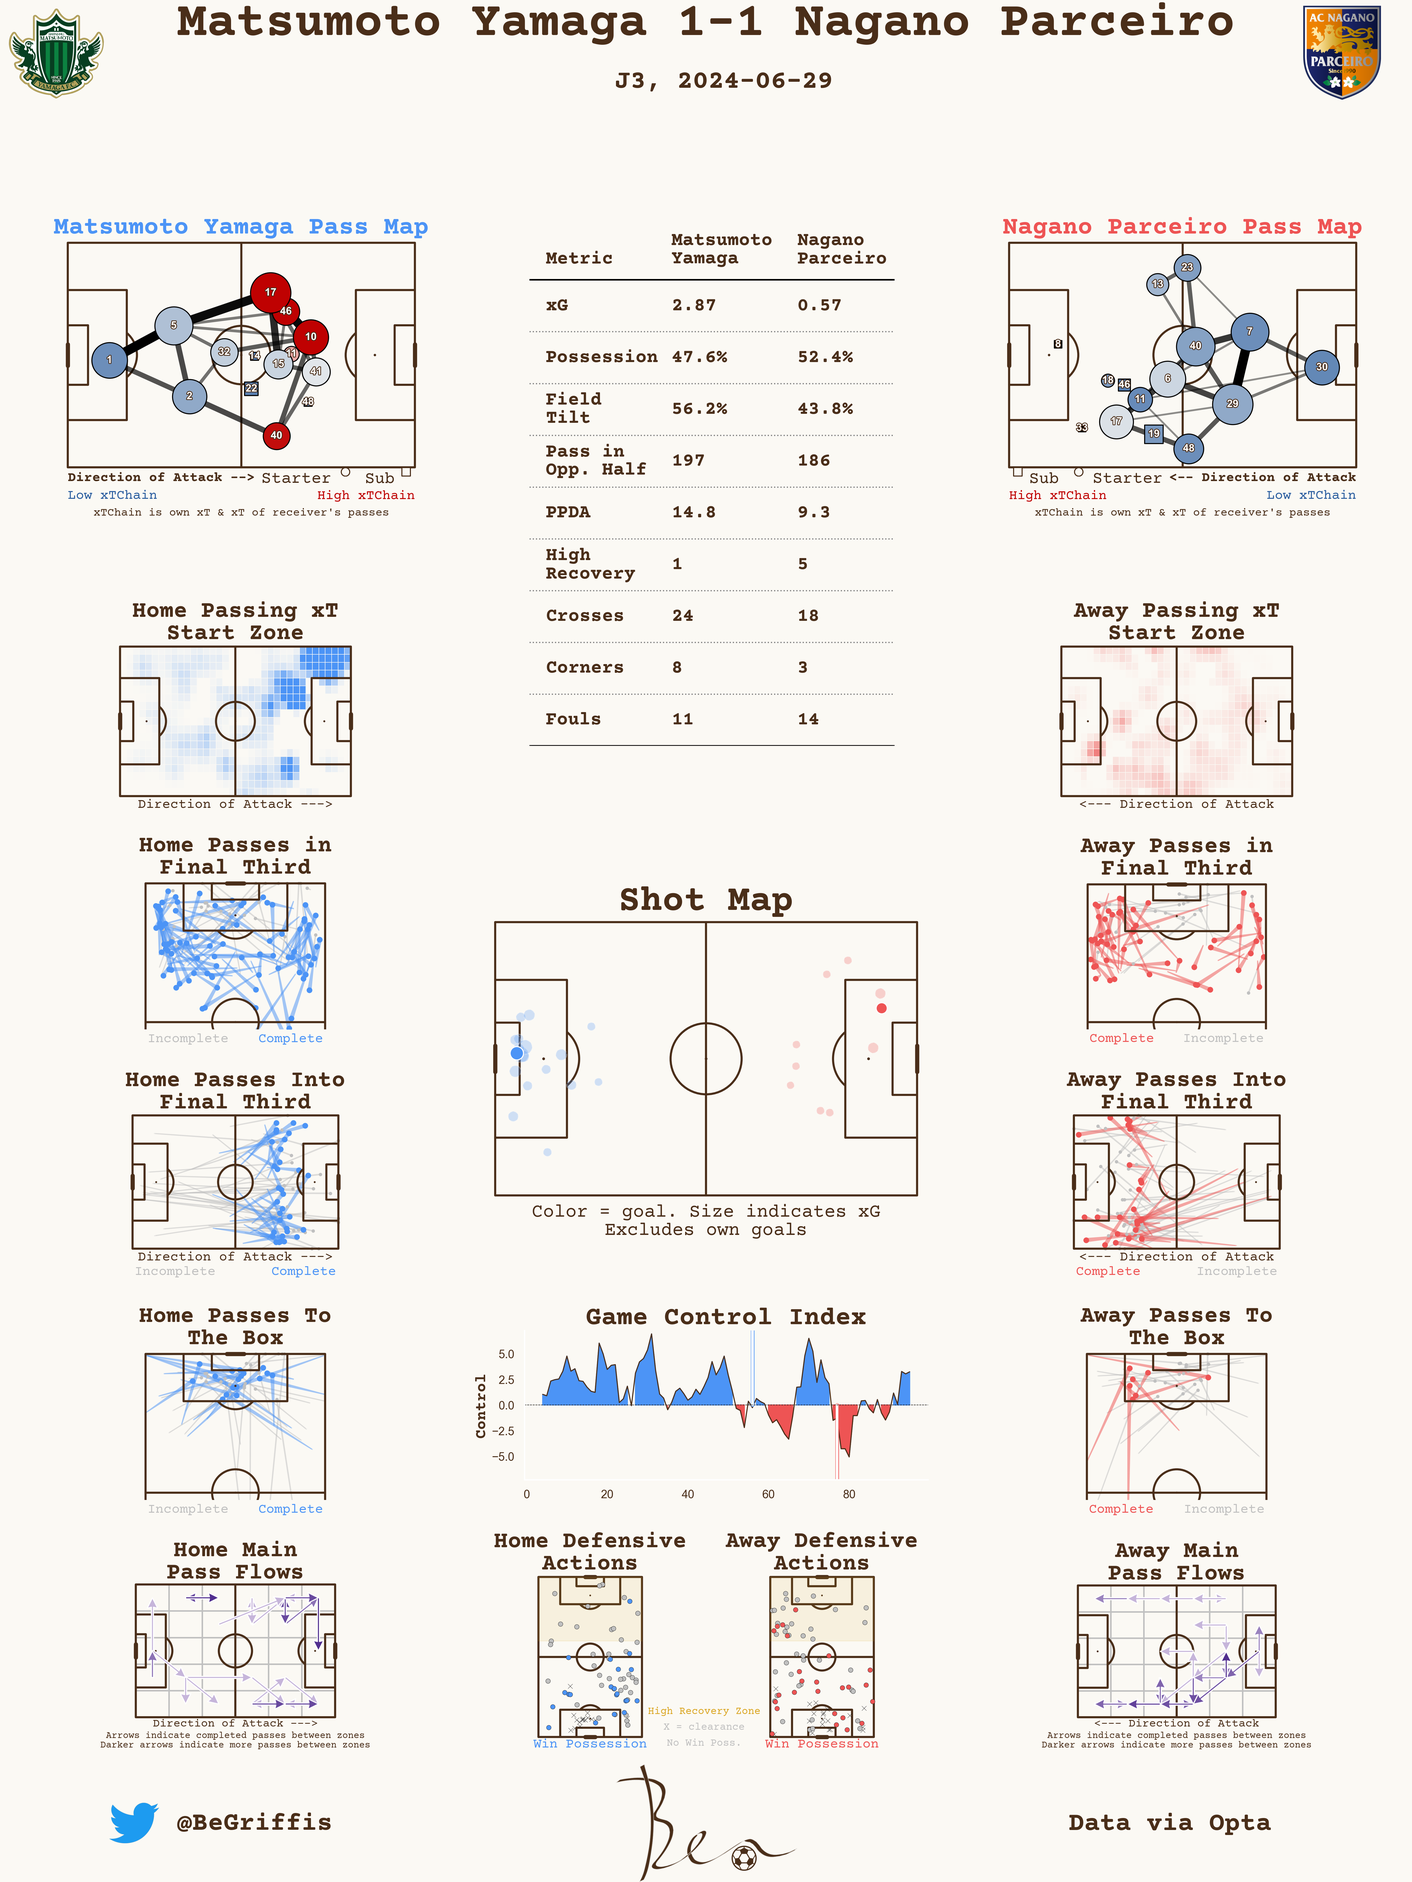 Matsumoto Yamaga 1-1 Nagano Parceiro
J3, 2024-06-29
MATSUMOTO
YAMAGA F.C.
AC NAGANO
PARCEIRO
Matsumoto Yamaga Pass Map
17
46
5
10
32
14
11
1
15
41
22
2
48
40
Direction of Attack --> Starter Sub
Low xTChain High xTChain
xTChain is own xT & xT of receiver's passes
Metric Matsumoto Yamaga Nagano Parceiro
xG 2.87 0.57
Possession 47.6% 52.4%
Field Tilt 56.2% 43.8%
Pass in Opp. Half 197 186
PPDA 14.8 9.3
High Recovery 1 5
Crosses 24 18
Corners 8 3
Fouls 11 14
Nagano Parceiro Pass Map
23
13
7
8
40
30
18
46
6
11
29
17
33
19
48
Sub Starter <-- Direction of Attack
High xTChain Low xTChain
xTChain is own xT & xT of receiver's passes
Home Passing xT
Start Zone
Direction of Attack --->
Away Passing xT
Start Zone
<--- Direction of Attack
Home Passes in
Final Third
Incomplete Complete
Away Passes in
Final Third
Complete Incomplete
Shot Map
Color = goal. Size indicates xG
Excludes own goals
Home Passes Into
Final Third
Direction of Attack --->
Incomplete Complete
Away Passes Into
Final Third
<--- Direction of Attack
Complete Incomplete
Home Passes To
The Box
Incomplete Complete
Game Control Index
Control
5.0
2.5
0.0
−2.5
−5.0
0 20 40 60 80
Away Passes To
The Box
Complete Incomplete
Home Main
Pass Flows
Direction of Attack --->
Arrows indicate completed passes between zones
Darker arrows indicate more passes between zones
Home Defensive
Actions
Win Possession
High Recovery Zone
X = clearance
No Win Poss.
Away Defensive
Actions
Win Possession
Away Main
Pass Flows
<--- Direction of Attack
Arrows indicate completed passes between zones
Darker arrows indicate more passes between zones
@BeGriffis
Ben
Data via Opta